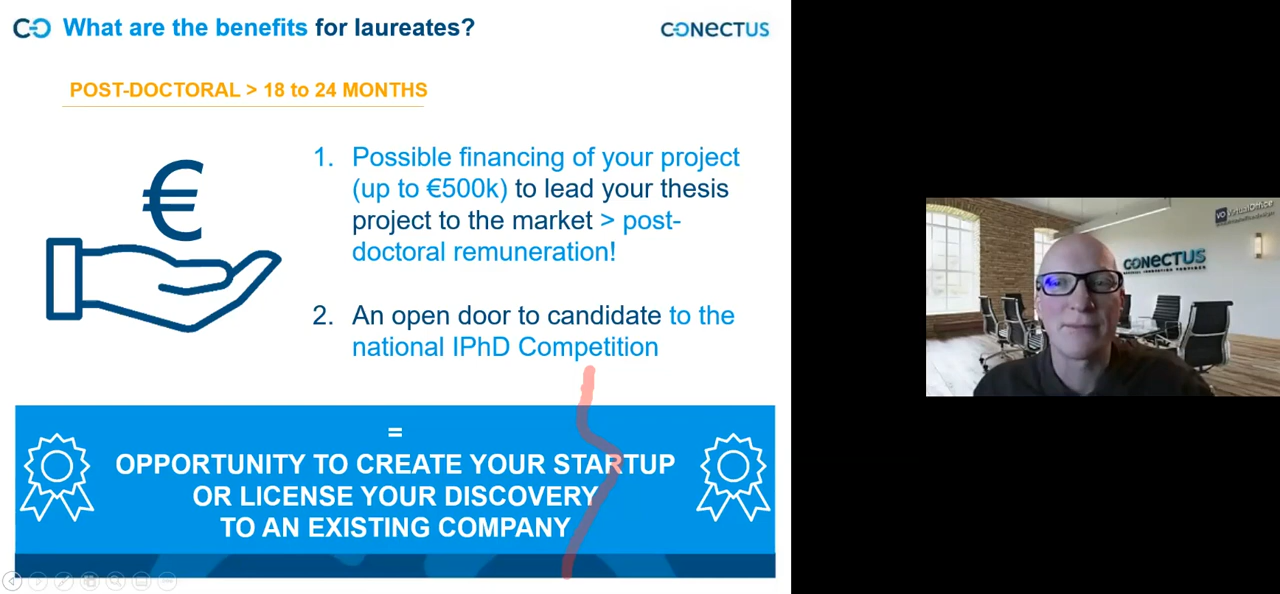 What are the benefits for laureates?
CONECTUS
POST-DOCTORAL > 18 to 24 MONTHS
€
1. Possible financing of your project
(up to €500k) to lead your thesis
project to the market > post-
doctoral remuneration!
2. An open door to candidate to the
national IPhD Competition
=
OPPORTUNITY TO CREATE YOUR STARTUP
OR LICENSE YOUR DISCOVERY
TO AN EXISTING COMPANY
VO VirtualOffice
CONECTUS